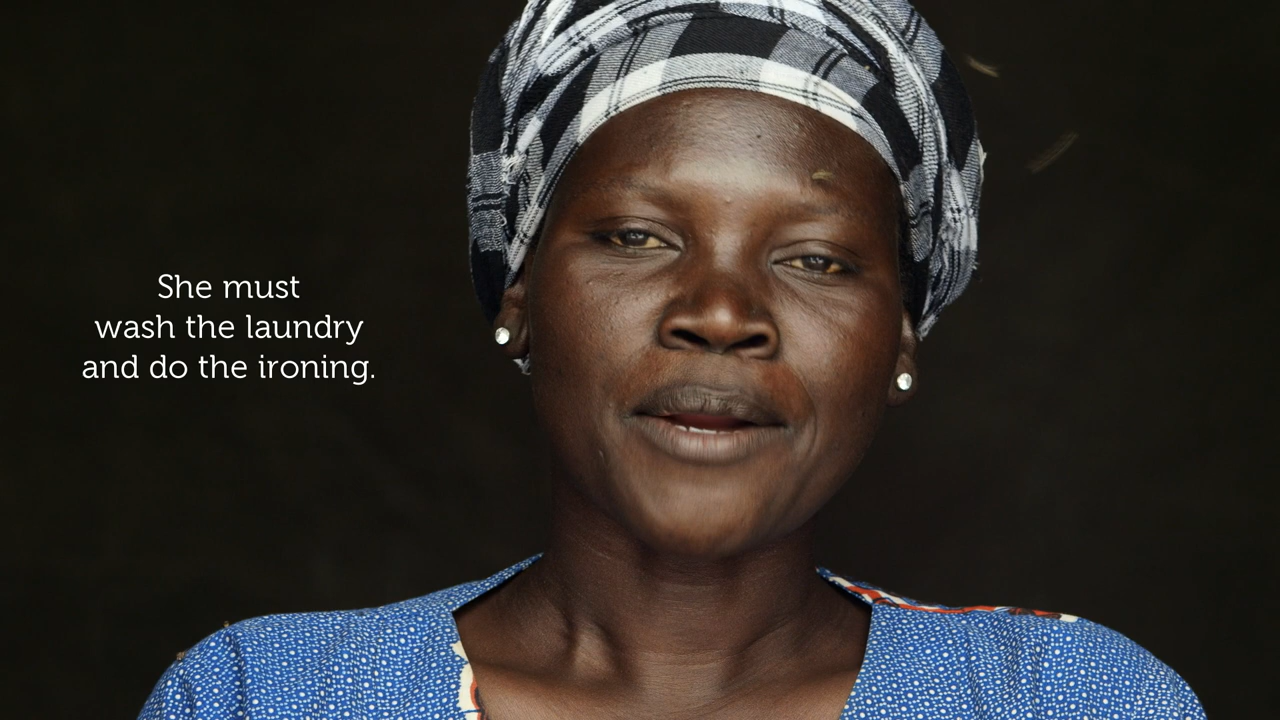 She must
wash the laundry
and do the ironing.